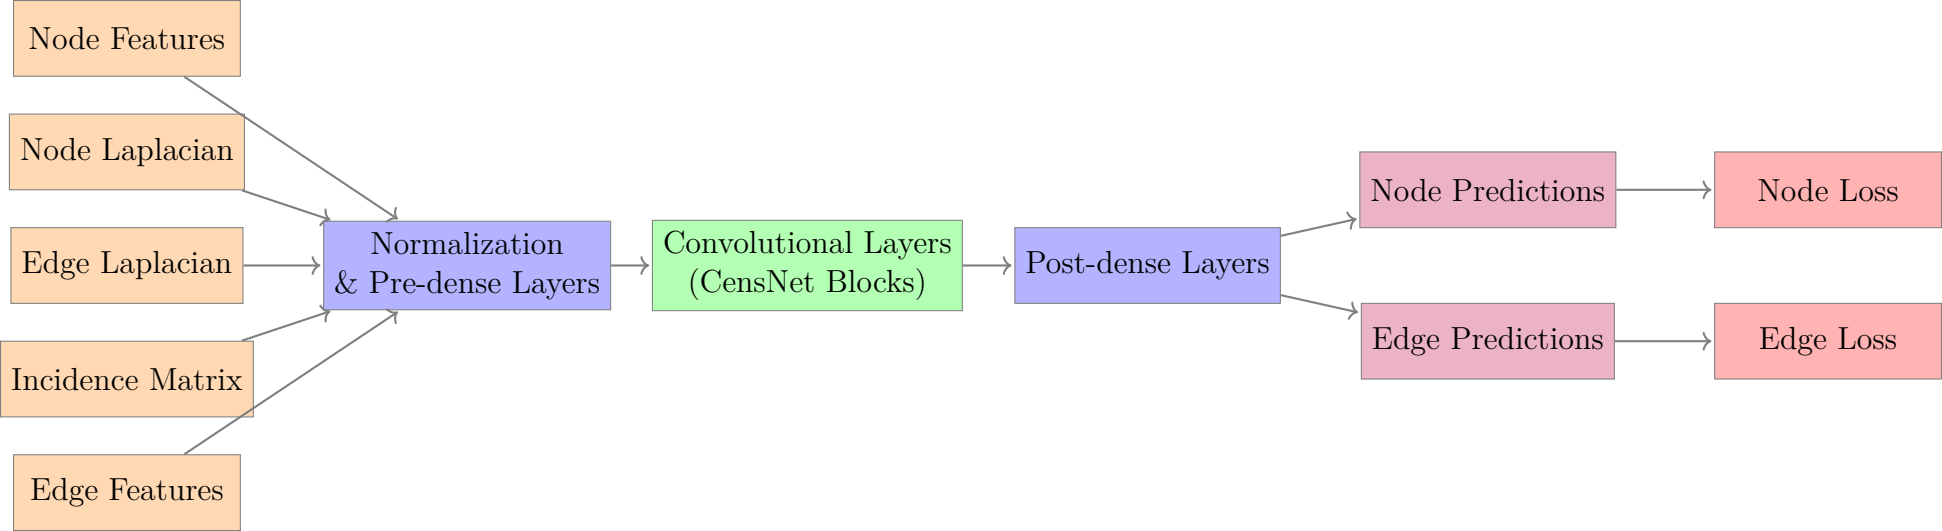 Node Features
Node Laplacian
Edge Laplacian
Incidence Matrix
Edge Features
Normalization
& Pre-dense Layers
Convolutional Layers
(CensNet Blocks)
Post-dense Layers
Node Predictions
Edge Predictions
Node Loss
Edge Loss